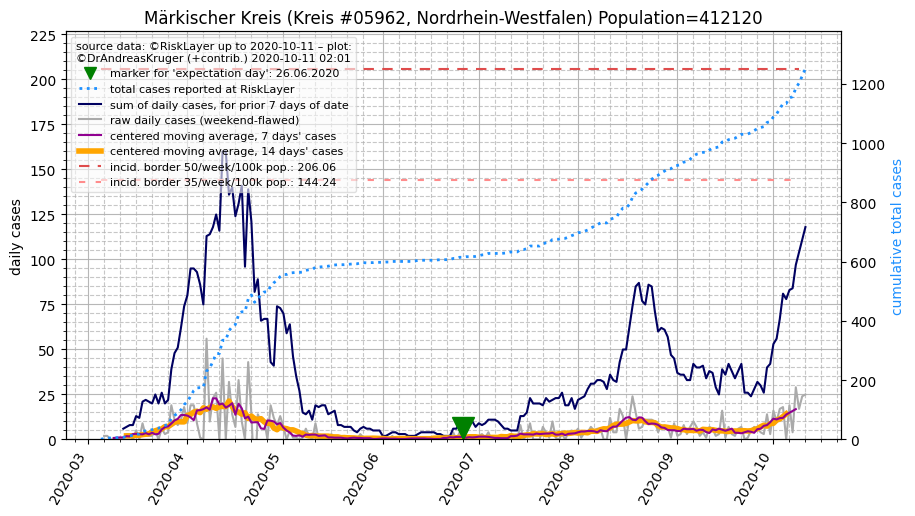 Märkischer Kreis (Kreis #05962, Nordrhein-Westfalen) Population=412120
source data: ©RiskLayer up to 2020-10-11 – plot:
©DrAndreasKruger (+contrib.) 2020-10-11 02:01
marker for 'expectation day': 26.06.2020
total cases reported at RiskLayer
sum of daily cases, for prior 7 days of date
raw daily cases (weekend-flawed)
centered moving average, 7 days' cases
centered moving average, 14 days' cases
incid. border 50/week/100k pop.: 206.06
incid. border 35/week/100k pop.: 144.24
daily cases
225
200
175
150
125
100
75
50
25
0
cumulative total cases
1200
1000
800
600
400
200
0
2020-03
2020-04
2020-05
2020-06
2020-07
2020-08
2020-09
2020-10